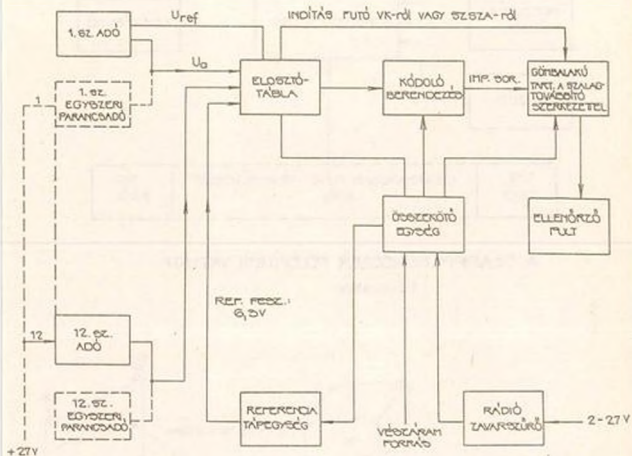 Uref
INDÍTÁS FUTÓ VK-RÓL VAGY SZSZA-RÓL
1. SZ. ADÓ
Ua
1. SZ.
EGYSZERI
PARANCSADÓ
1
ELOSZTÓ-
TÁBLA
KÓDOLÓ
BERENDEZÉS
IMP. SOR.
GÖMBALAKÚ
TART. A SZALAG-
TOVÁBBÍTÓ
SZERKEZETTEL
ÖSSZEKÖTŐ
EGYSÉG
ELLENŐRZŐ
PULT
REF. FESZ.:
6,3V
12
12. SZ.
ADÓ
12. SZ.
EGYSZERI
PARANCSADÓ
REFERENCIA
TÁPEGYSÉG
VÉSZÁRAM
FORRÁS
RÁDIÓ
ZAVARSZŰRŐ
2-27V
+27V